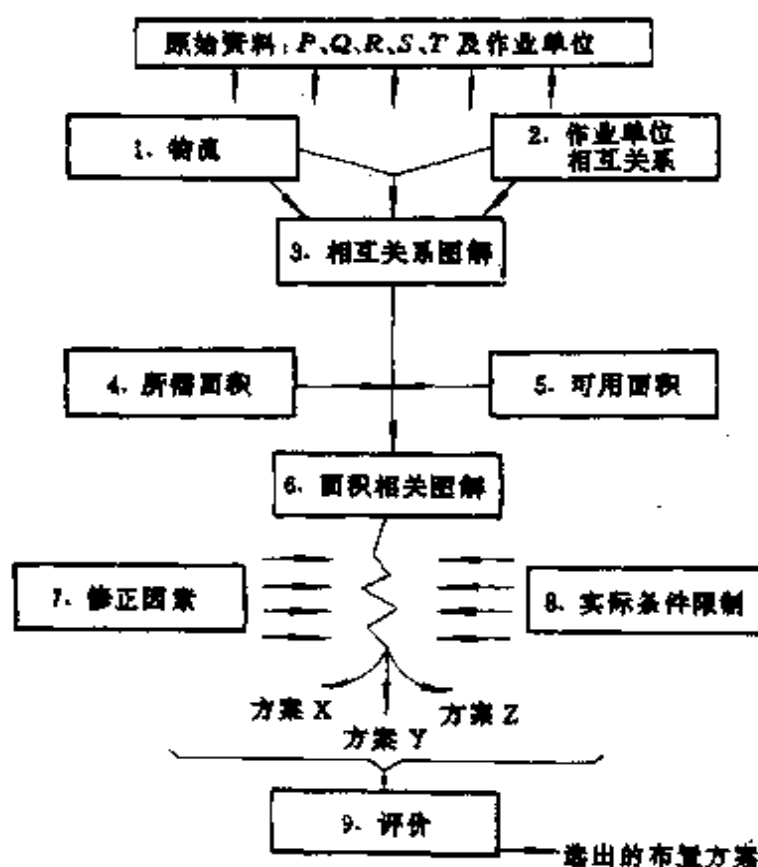 原始资料：P、Q、R、S、T 及作业单位
1. 物流
2. 作业单位
相互关系
3. 相互关系图解
4. 所需面积
5. 可用面积
6. 面积相关图解
7. 修正因素
8. 实际条件限制
方案 X
方案 Y
方案 Z
9. 评价
选出的布置方案